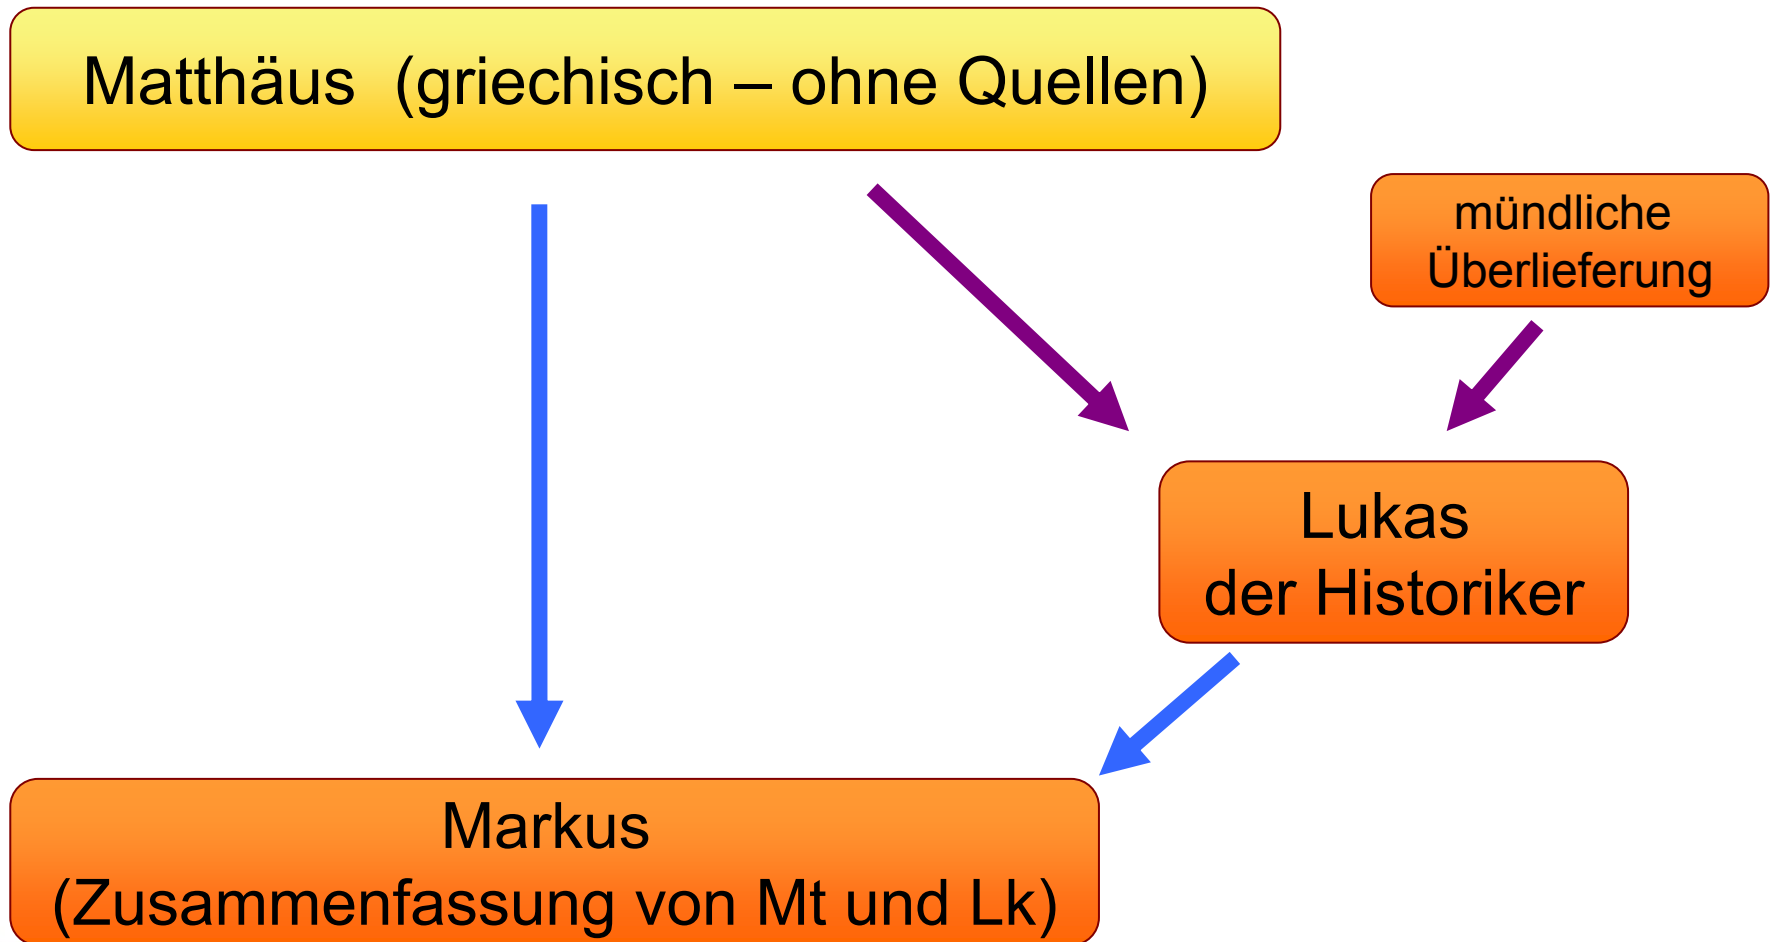 Matthäus (griechisch – ohne Quellen)
mündliche
Überlieferung
Lukas
der Historiker
Markus
(Zusammenfassung von Mt und Lk)